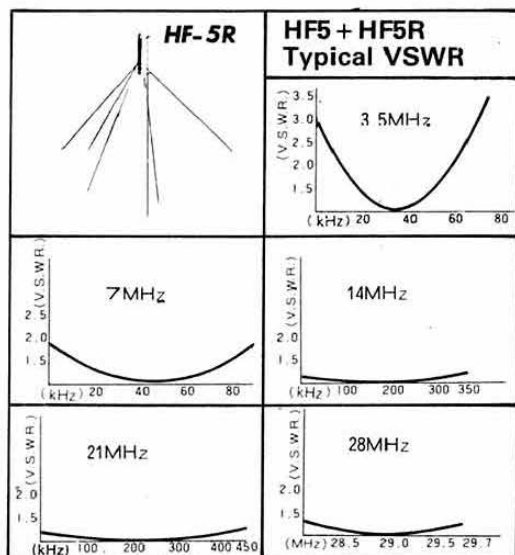 HF-5R
HF5 + HF5R
Typical VSWR
3.5MHz
(V.S.W.R.)
3.5
3.0
2.5
2.0
1.5
(kHz) 20 40 60 80
7MHz
(V.S.W.R.)
2.5
2.0
1.5
(kHz) 20 40 60 80
14MHz
(V.S.W.R.)
2.0
1.5
(kHz) 100 200 300 350
21MHz
(V.S.W.R.)
2.0
1.5
(kHz) 100 200 300 400 450
28MHz
(V.S.W.R.)
2.0
1.5
(MHz) 28.5 29.0 29.5 29.7